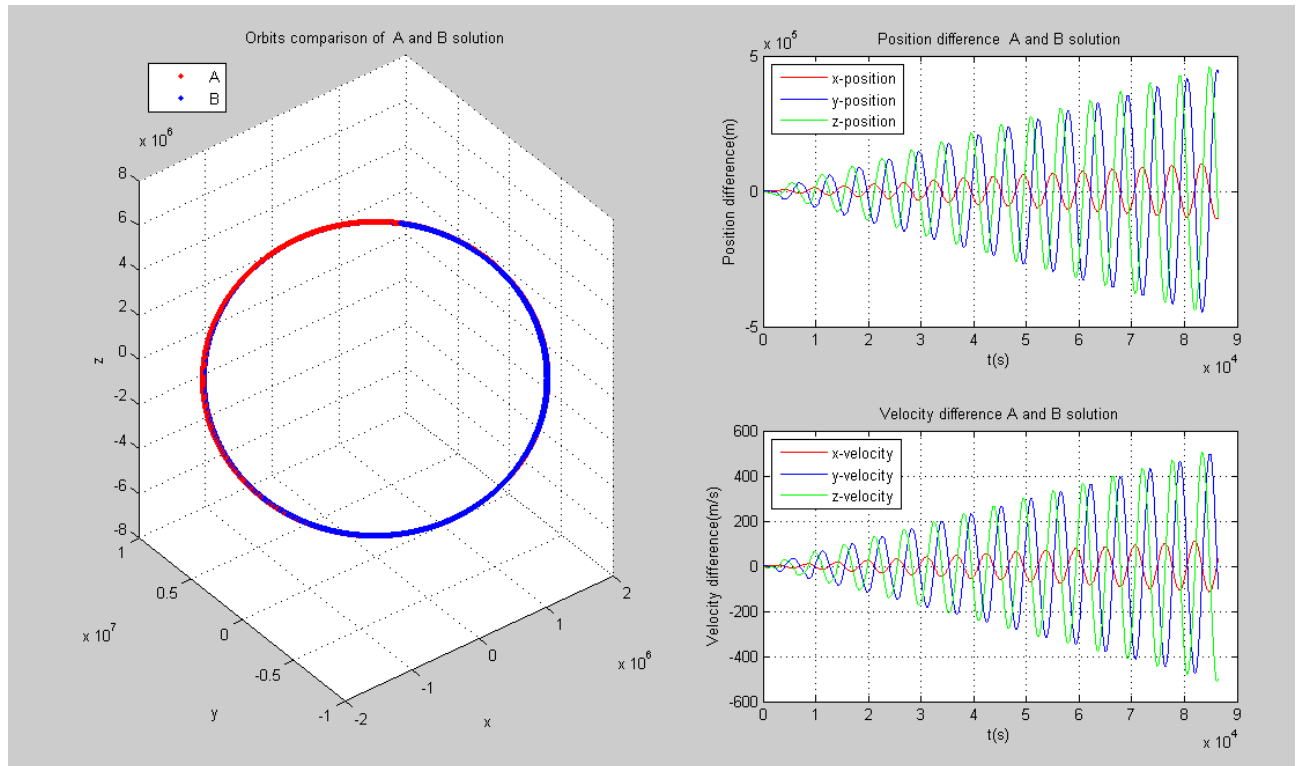 Orbits comparison of A and B solution
A
B
x 10^6
8
6
4
2
0
-2
-4
-6
-8
z
1
0.5
0
-0.5
-1
x 10^7
y
-2
-1
0
1
2
x 10^6
x
Position difference A and B solution
x 10^5
5
0
-5
Position difference(m)
x-position
y-position
z-position
0 1 2 3 4 5 6 7 8 9
x 10^4
t(s)
Velocity difference A and B solution
600
400
200
0
-200
-400
-600
Velocity difference(m/s)
x-velocity
y-velocity
z-velocity
0 1 2 3 4 5 6 7 8 9
x 10^4
t(s)